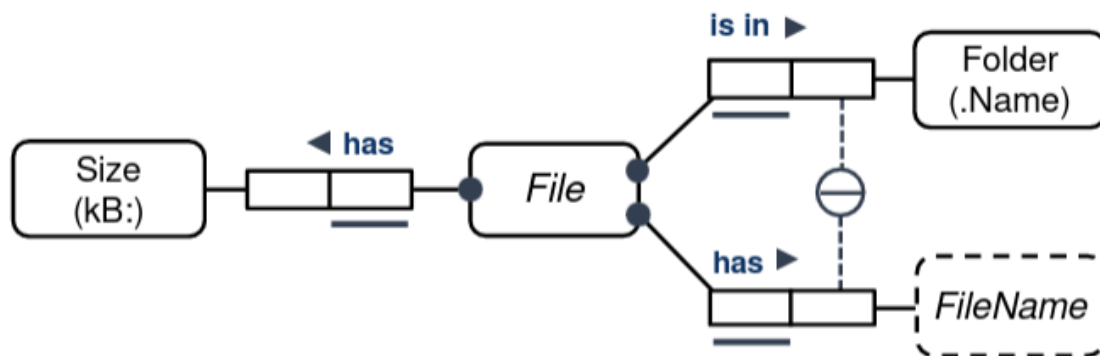 is in ►
Folder
(.Name)
◄ has
Size
(kB:)
File
has ►
FileName